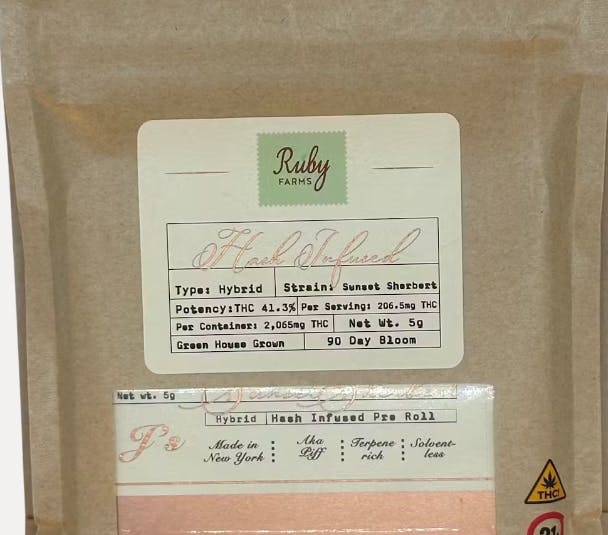 Ruby
FARMS
Hash Infused
Type: Hybrid Strain: Sunset Sherbert
Potency:THC 41.3% Per Serving: 206.5mg THC
Per Container: 2,065mg THC Net Wt. 5g
Green House Grown 90 Day Bloom
Net wt. 5g
Hybrid Hash Infused Pre Roll
J's
Made in Aka Terpene Solvent-
New York Piff rich less
THC!